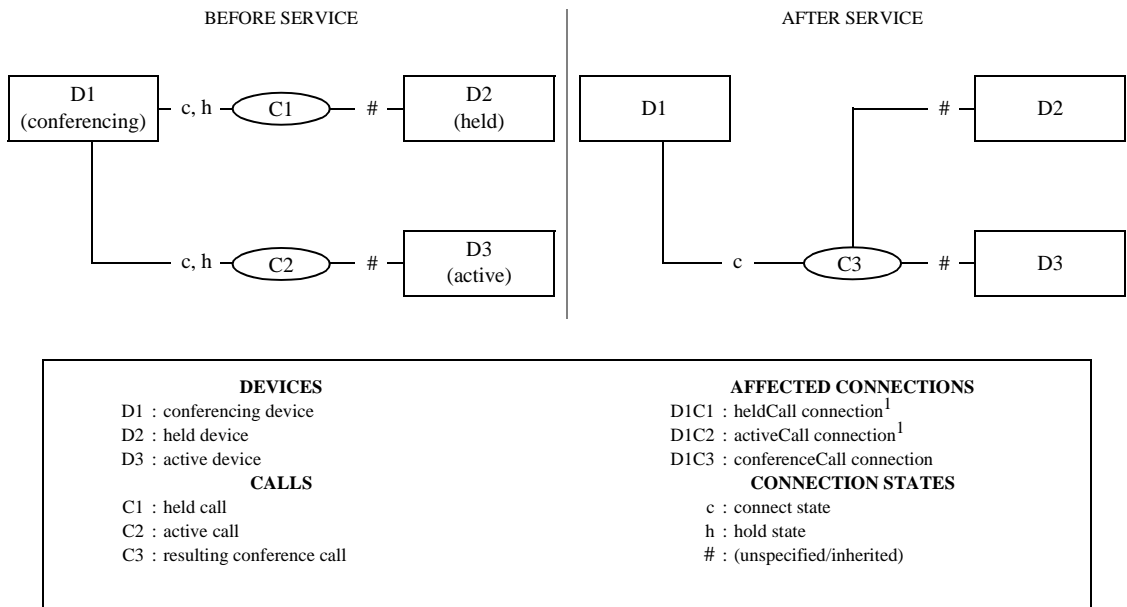 BEFORE SERVICE
AFTER SERVICE
D1
(conferencing)
c, h
C1
#
D2
(held)
c, h
C2
#
D3
(active)
D1
#
D2
c
C3
#
D3
DEVICES
D1 : conferencing device
D2 : held device
D3 : active device
CALLS
C1 : held call
C2 : active call
C3 : resulting conference call
AFFECTED CONNECTIONS
D1C1 : heldCall connection1
D1C2 : activeCall connection1
D1C3 : conferenceCall connection
CONNECTION STATES
c : connect state
h : hold state
# : (unspecified/inherited)